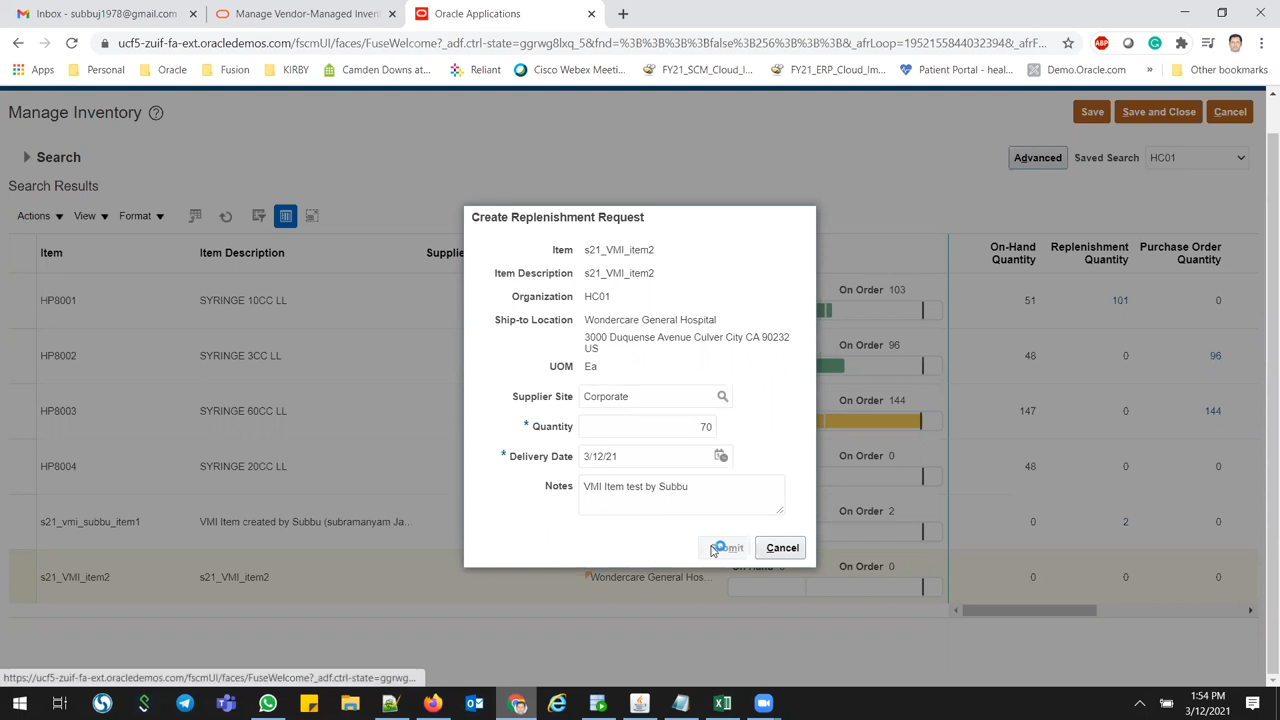 Inbox - subbuj1978@gmail.com
Manage Vendor-Managed Invent
Oracle Applications
ucf5-zuif-fa-ext.oracledemos.com/fscmUI/faces/FuseWelcome?_adf.ctrl-state=ggrwg8lxq_5&fnd=%3B%3B%3B%3Bfalse%3B256%3B%3B%3B&_afrLoop=19521558440323948&_afrF...
ABP
Apps
Personal
Oracle
Fusion
KIRBY
Camden Downs at...
Reliant
Cisco Webex Meeti...
FY21_SCM_Cloud_I...
FY21_ERP_Cloud_Im...
Patient Portal - heal...
Demo.Oracle.com
»
Other bookmarks
Manage Inventory ?
Save
Save and Close
Cancel
Search
Advanced
Saved Search
HC01
Search Results
Actions
View
Format
Item
Item Description
Supplie
On-Hand Quantity
Replenishment Quantity
Purchase Order Quantity
HP8001
SYRINGE 10CC LL
On Order 103
51
101
0
HP8002
SYRINGE 3CC LL
On Order 96
48
0
96
HP8003
SYRINGE 60CC LL
On Order 144
147
0
144
HP8004
SYRINGE 20CC LL
On Order 0
48
0
0
s21_vmi_subbu_item1
VMI Item created by Subbu (subramanyam Ja...
On Order 2
0
2
0
s21_VMI_item2
s21_VMI_item2
Wondercare General Hos...
On Order 0
0
0
0
Create Replenishment Request
Item s21_VMI_item2
Item Description s21_VMI_item2
Organization HC01
Ship-to Location Wondercare General Hospital
3000 Duquense Avenue Culver City CA 90232
US
UOM Ea
Supplier Site Corporate
* Quantity 70
* Delivery Date 3/12/21
Notes VMI Item test by Subbu
Cancel
https://ucf5-zuif-fa-ext.oracledemos.com/fscmUI/faces/FuseWelcome?_adf.ctrl-state=ggrwg...
1:54 PM
3/12/2021